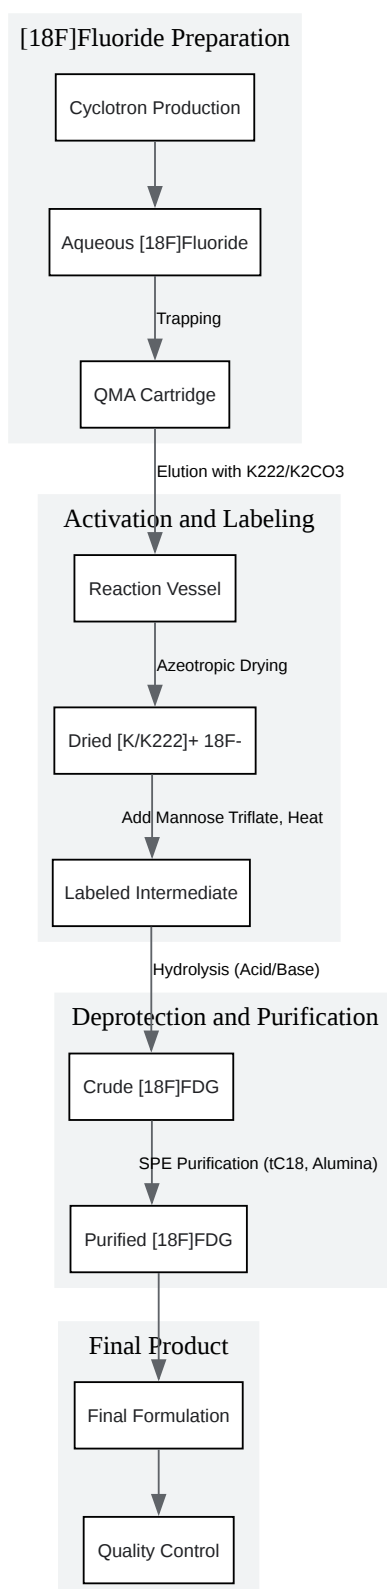 [18F]Fluoride Preparation
Cyclotron Production
Aqueous [18F]Fluoride
Trapping
QMA Cartridge
Elution with K222/K2CO3
Activation and Labeling
Reaction Vessel
Azeotropic Drying
Dried [K/K222]+ 18F-
Add Mannose Triflate, Heat
Labeled Intermediate
Hydrolysis (Acid/Base)
Deprotection and Purification
Crude [18F]FDG
SPE Purification (tC18, Alumina)
Purified [18F]FDG
Final Product
Final Formulation
Quality Control